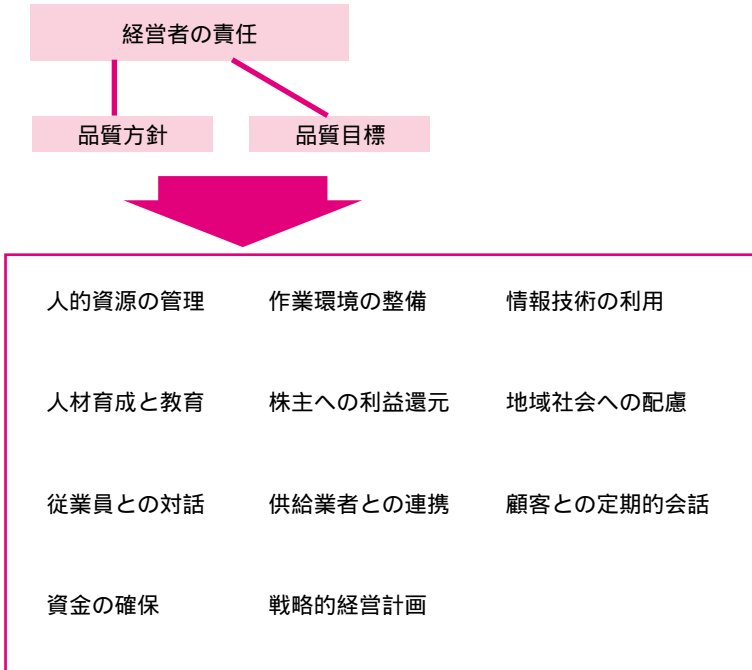 経営者の責任
品質方針 品質目標
人的資源の管理 作業環境の整備 情報技術の利用
人材育成と教育 株主への利益還元 地域社会への配慮
従業員との対話 供給業者との連携 顧客との定期的会話
資金の確保 戦略的経営計画